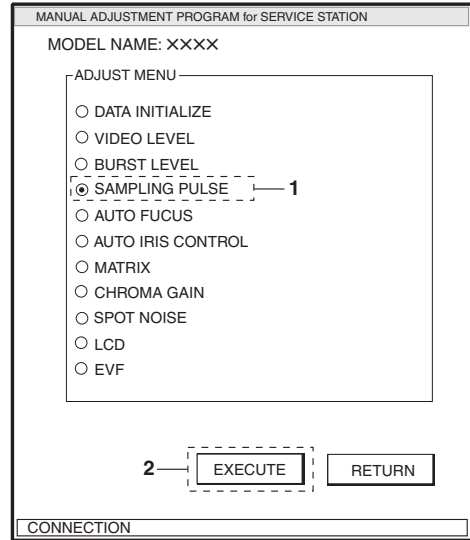 MANUAL ADJUSTMENT PROGRAM for SERVICE STATION
MODEL NAME: XXXX
ADJUST MENU
DATA INITIALIZE
VIDEO LEVEL
BURST LEVEL
SAMPLING PULSE 1
AUTO FUCUS
AUTO IRIS CONTROL
MATRIX
CHROMA GAIN
SPOT NOISE
LCD
EVF
2 EXECUTE RETURN
CONNECTION